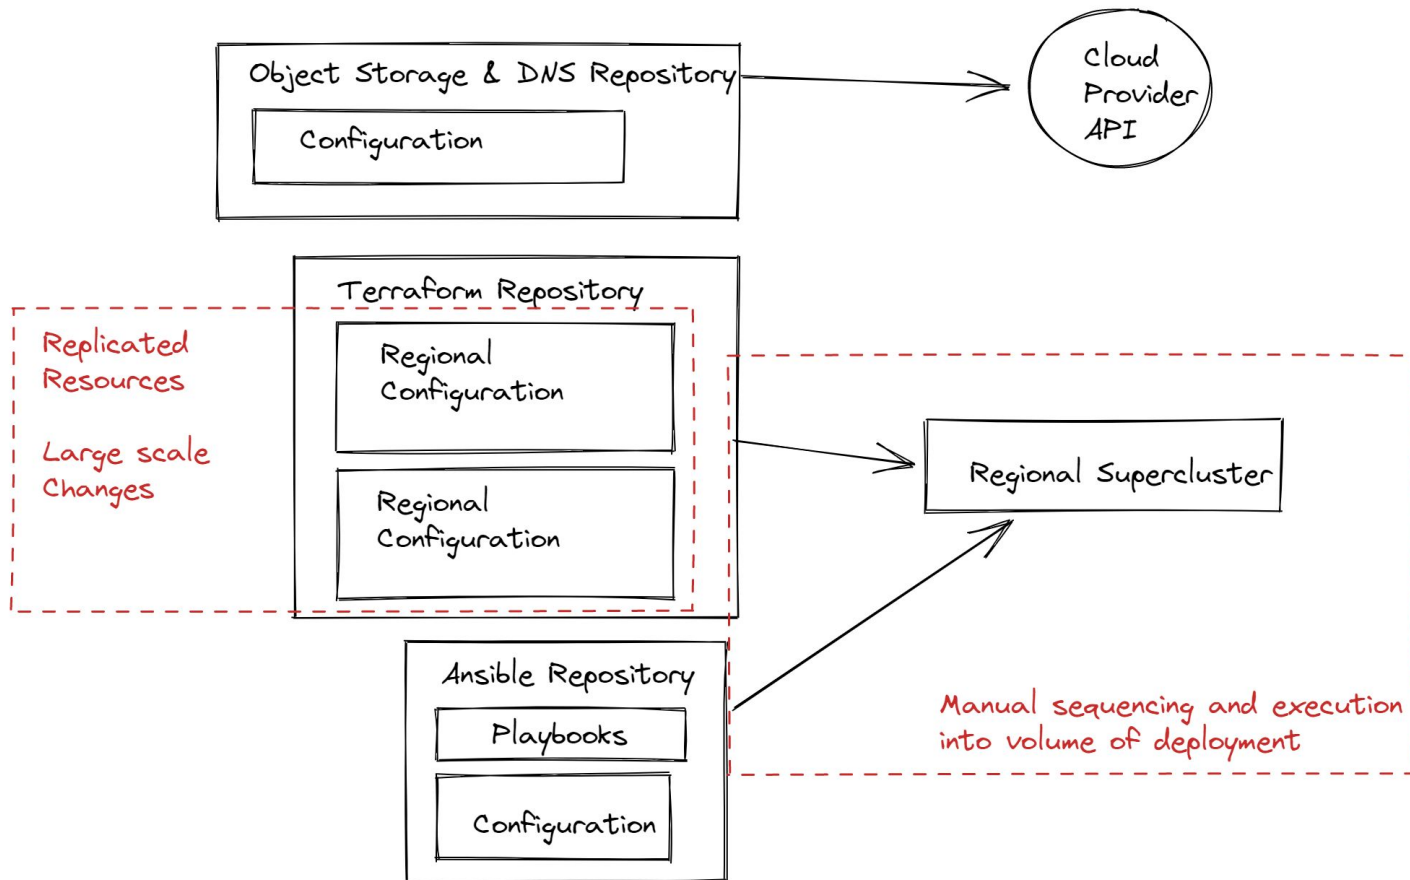 Object Storage & DNS Repository
Configuration
Cloud
Provider
API
Terraform Repository
Replicated
Resources
Large scale
Changes
Regional
Configuration
Regional
Configuration
Regional Supercluster
Ansible Repository
Playbooks
Configuration
Manual sequencing and execution
into volume of deployment